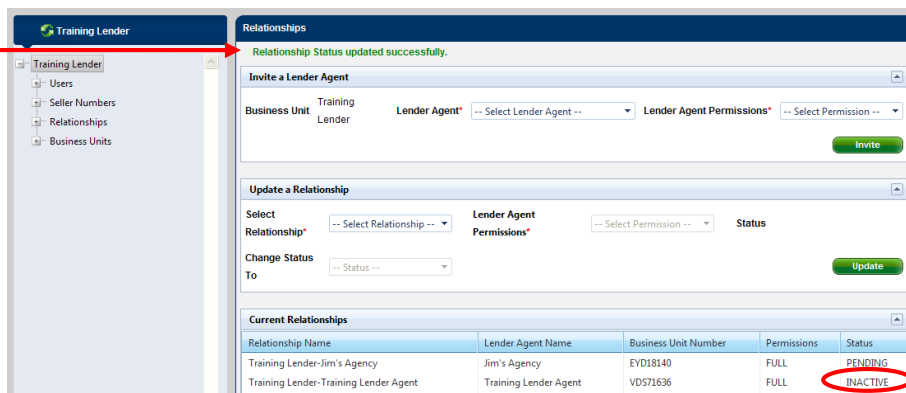 Training Lender
Training Lender
Users
Seller Numbers
Relationships
Business Units
Relationships
Relationship Status updated successfully.
Invite a Lender Agent
Business Unit Training Lender Lender Agent* -- Select Lender Agent -- Lender Agent Permissions* -- Select Permission --
Invite
Update a Relationship
Select Relationship* -- Select Relationship -- Lender Agent Permissions* -- Select Permission -- Status
Change Status To -- Status --
Update
Current Relationships
Relationship Name Lender Agent Name Business Unit Number Permissions Status
Training Lender-Jim's Agency Jim's Agency EYD18140 FULL PENDING
Training Lender-Training Lender Agent Training Lender Agent VDS71636 FULL INACTIVE